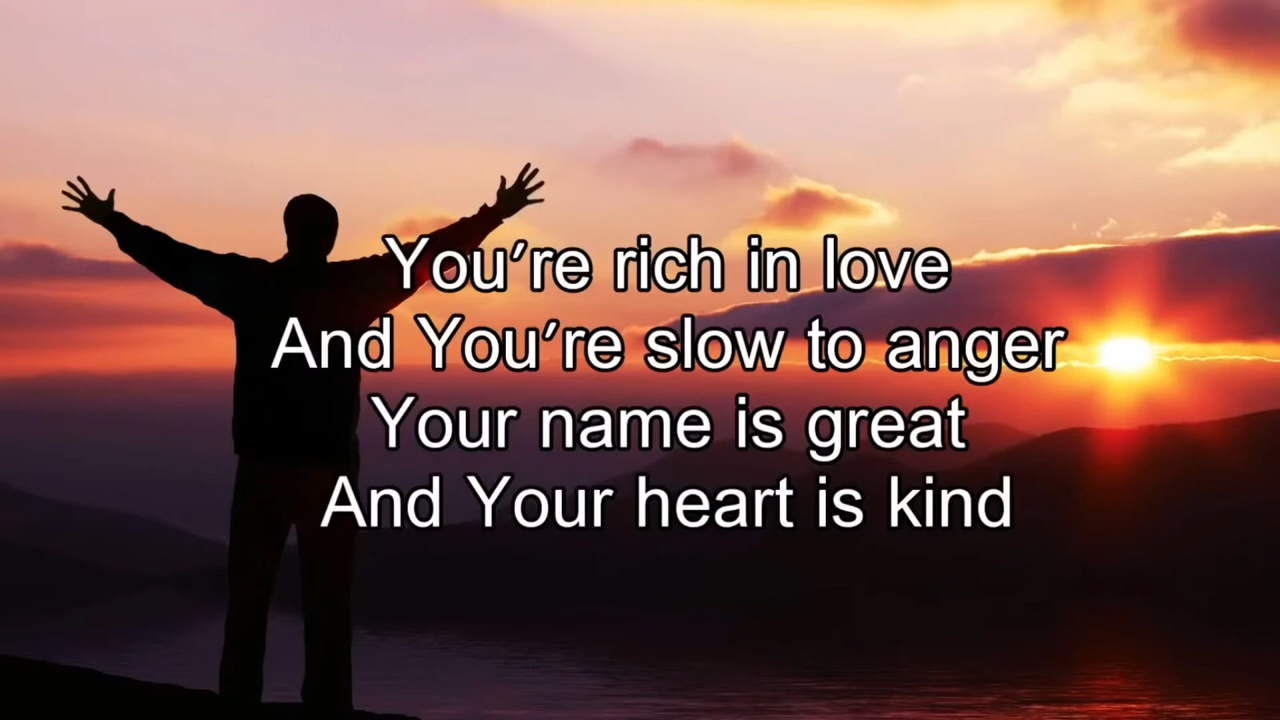 You're rich in love
And You're slow to anger
Your name is great
And Your heart is kind